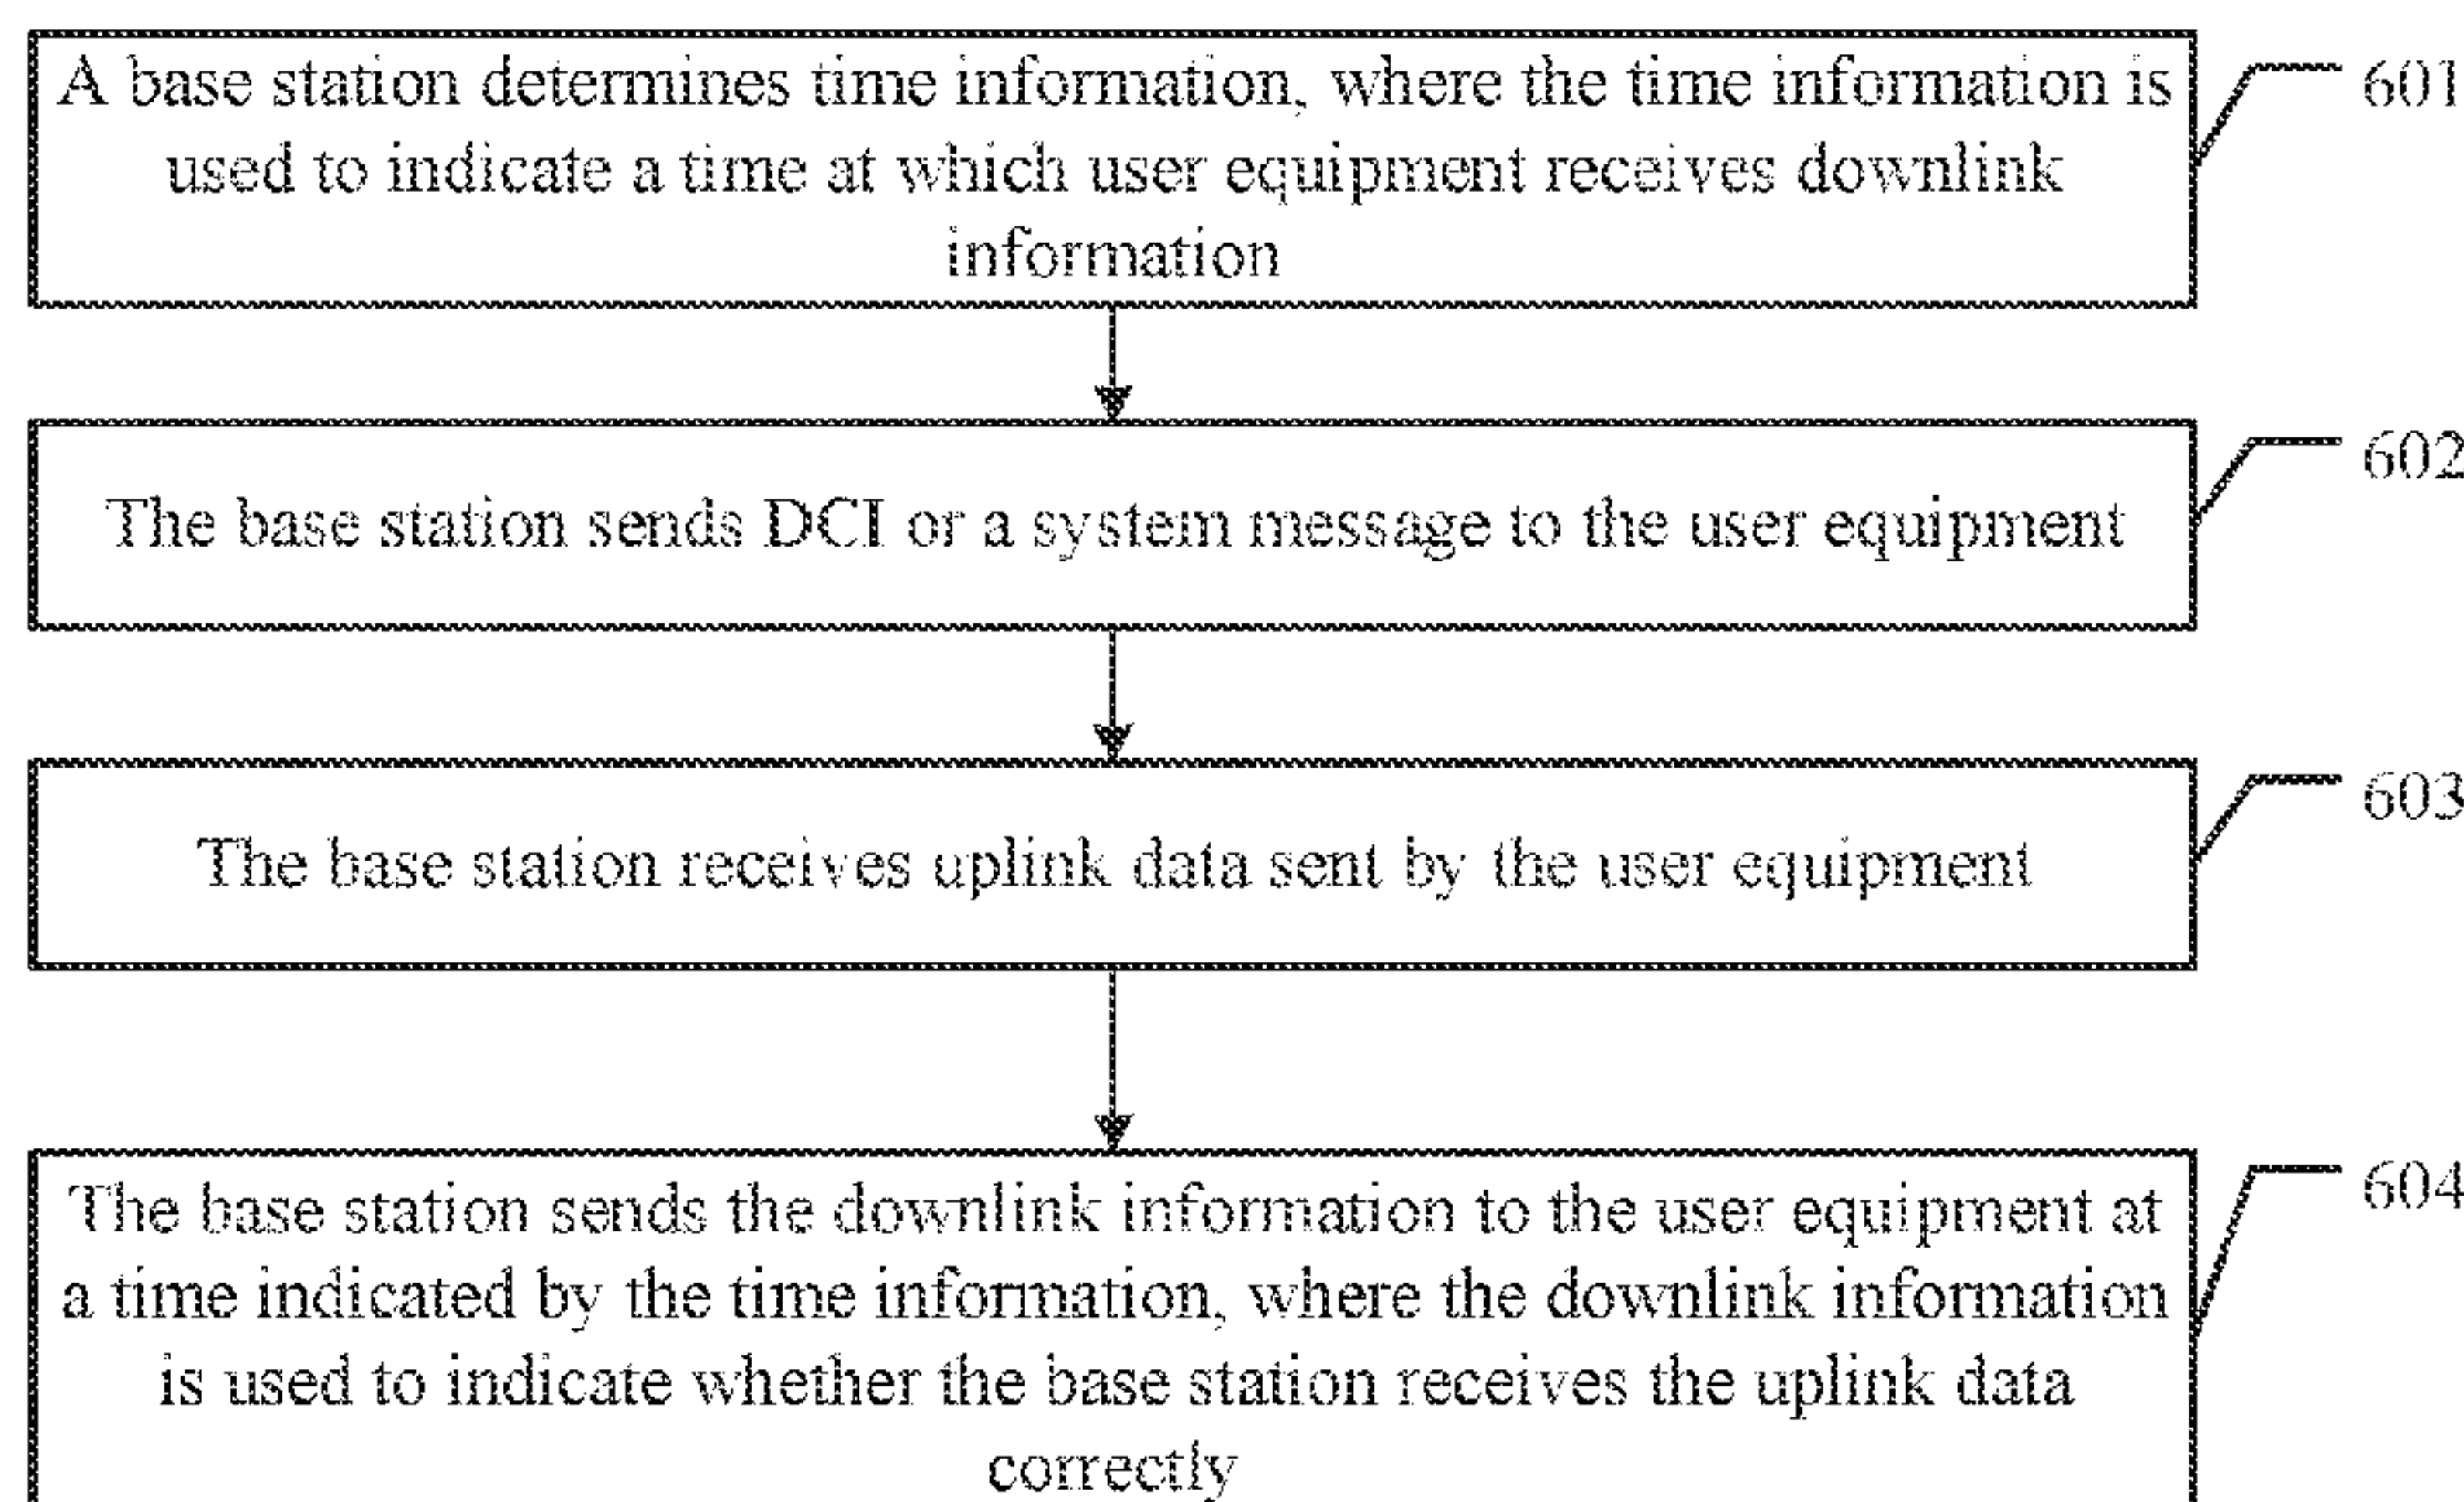 A base station determines time information, where the time information is
601
used to indicate a time at which user equipment receives downlink
information
602
The base station sends DCI or a system message to the user equipment
603
The base station receives uplink data sent by the user equipment
604
The base station sends the downlink information to the user equipment at
a time indicated by the time information, where the downlink information
is used to indicate whether the base station receives the uplink data
correctly